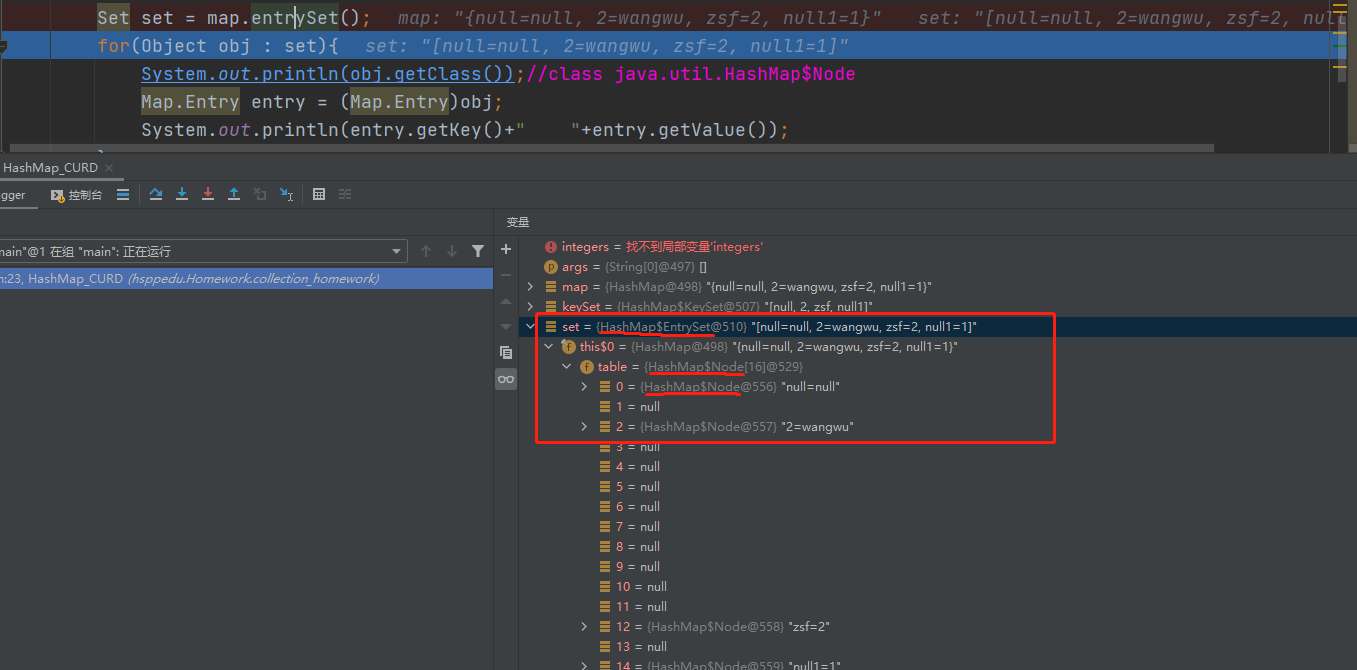 Set set = map.entrySet();  map: "{null=null, 2=wangwu, zsf=2, null1=1}"  set: "[null=null, 2=wangwu, zsf=2, null
for(Object obj : set){  set: "[null=null, 2=wangwu, zsf=2, null1=1]"
System.out.println(obj.getClass());//class java.util.HashMap$Node
Map.Entry entry = (Map.Entry)obj;
System.out.println(entry.getKey()+"    "+entry.getValue());
HashMap_CURD ×
gger 控制台
变量
main"@1 在组 "main": 正在运行
n:23, HashMap_CURD (hsppedu.Homework.collection_homework)
integers = 找不到局部变量'integers'
args = {String[0]@497} []
map = {HashMap@498} "{null=null, 2=wangwu, zsf=2, null1=1}"
keySet = {HashMap$KeySet@507} "[null, 2, zsf, null1]"
set = {HashMap$EntrySet@510} "[null=null, 2=wangwu, zsf=2, null1=1]"
this$0 = {HashMap@498} "{null=null, 2=wangwu, zsf=2, null1=1}"
table = {HashMap$Node[16]@529}
0 = {HashMap$Node@556} "null=null"
1 = null
2 = {HashMap$Node@557} "2=wangwu"
3 = null
4 = null
5 = null
6 = null
7 = null
8 = null
9 = null
10 = null
11 = null
12 = {HashMap$Node@558} "zsf=2"
13 = null
14 = {HashMap$Node@559} "null1=1"